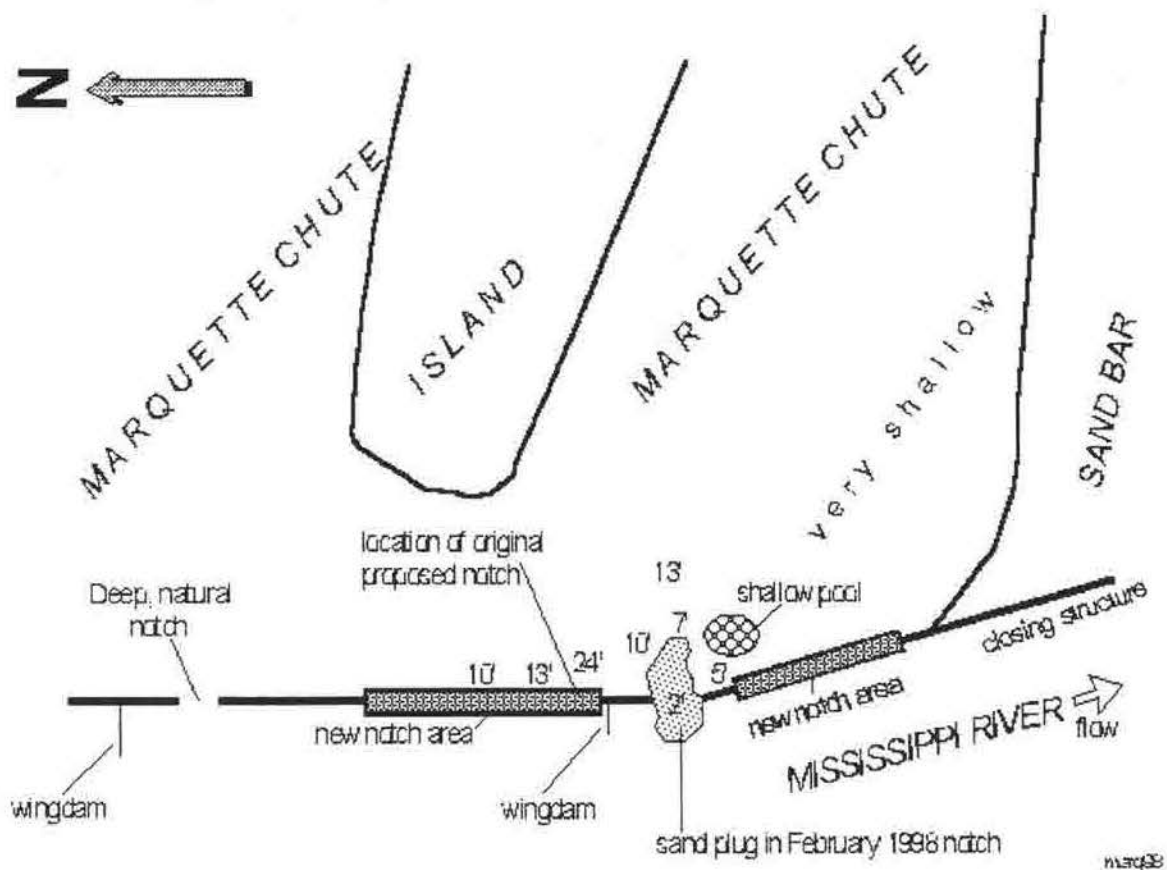 N
MARQUETTE CHUTE
ISLAND
MARQUETTE CHUTE
very shallow
SAND BAR
location of original
proposed notch
Deep, natural
notch
13'
7'
10'
shallow pool
10' 13' 24'
closing structure
new notch area
new notch area
MISSISSIPPI RIVER
flow
wingdam
wingdam
sand plug in February 1998 notch
marq98